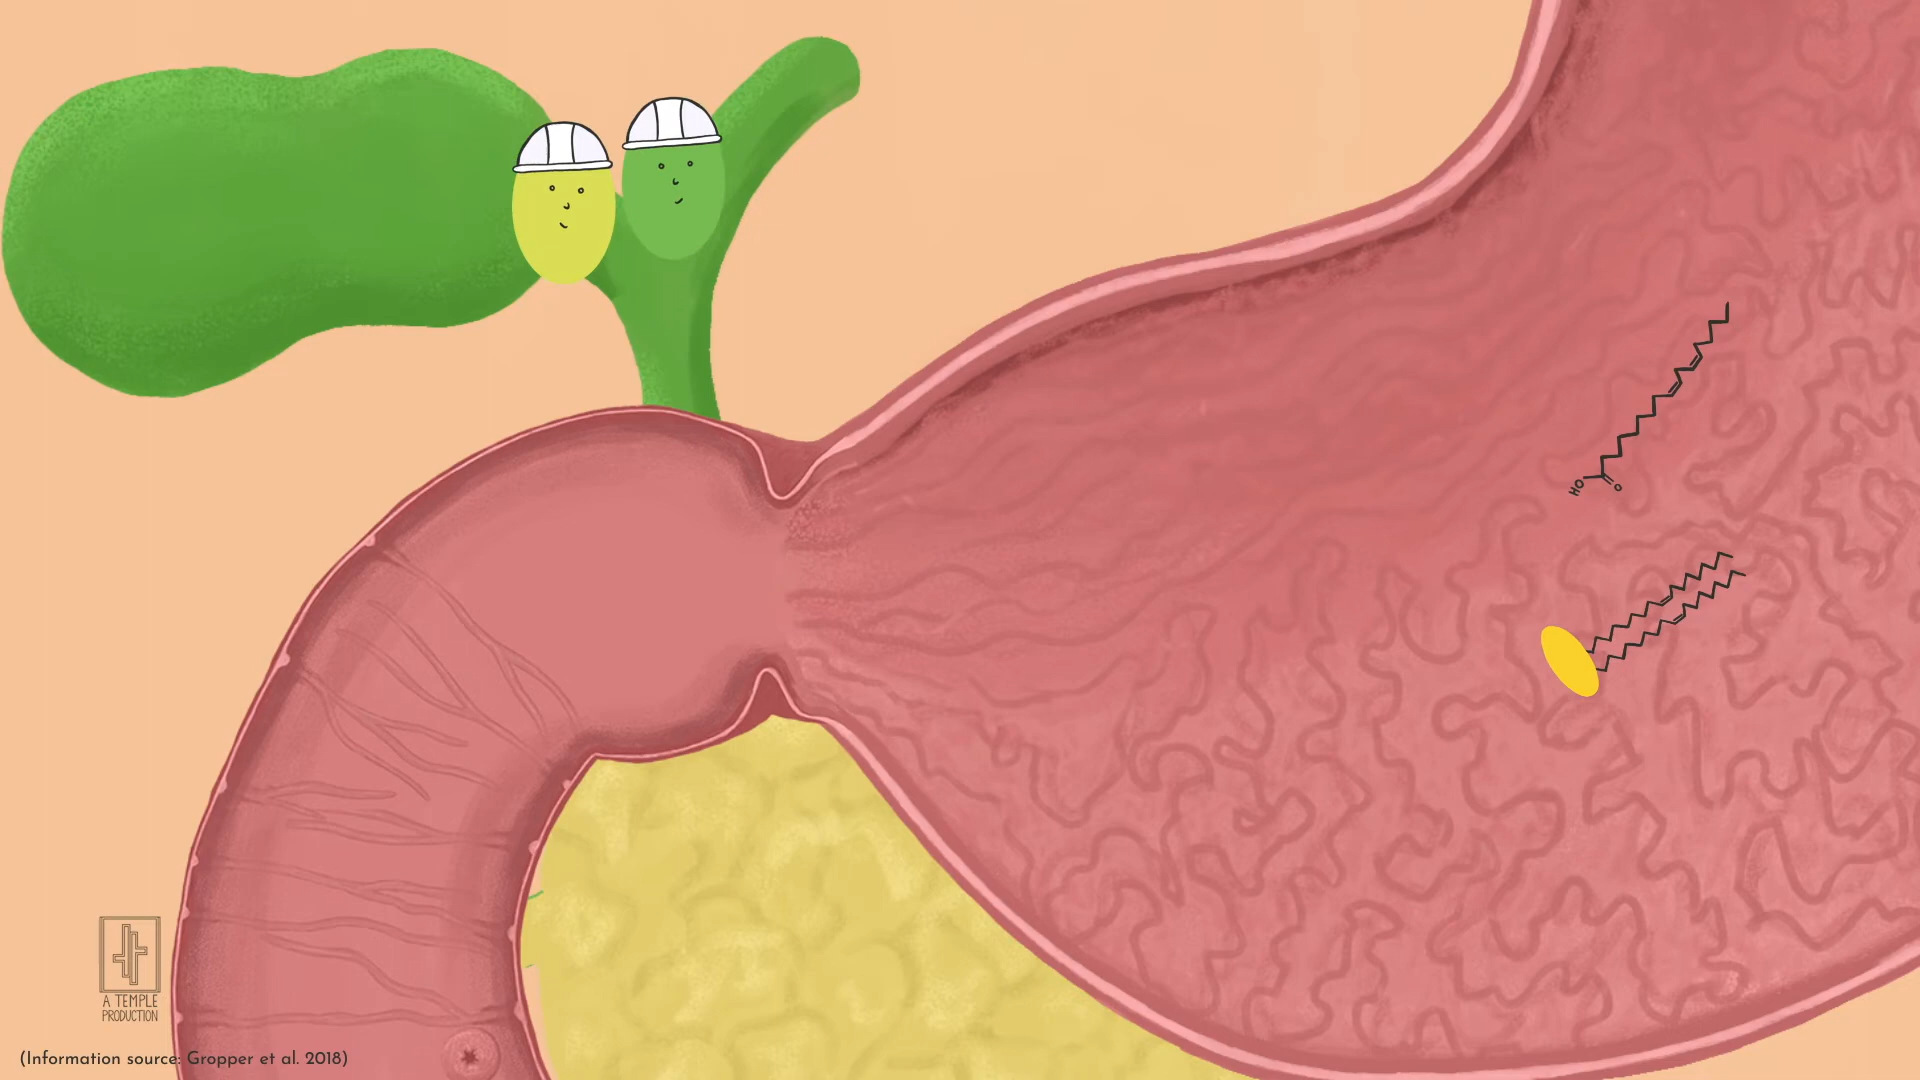 HO
O
A TEMPLE
PRODUCTION
(Information source: Gropper et al. 2018)